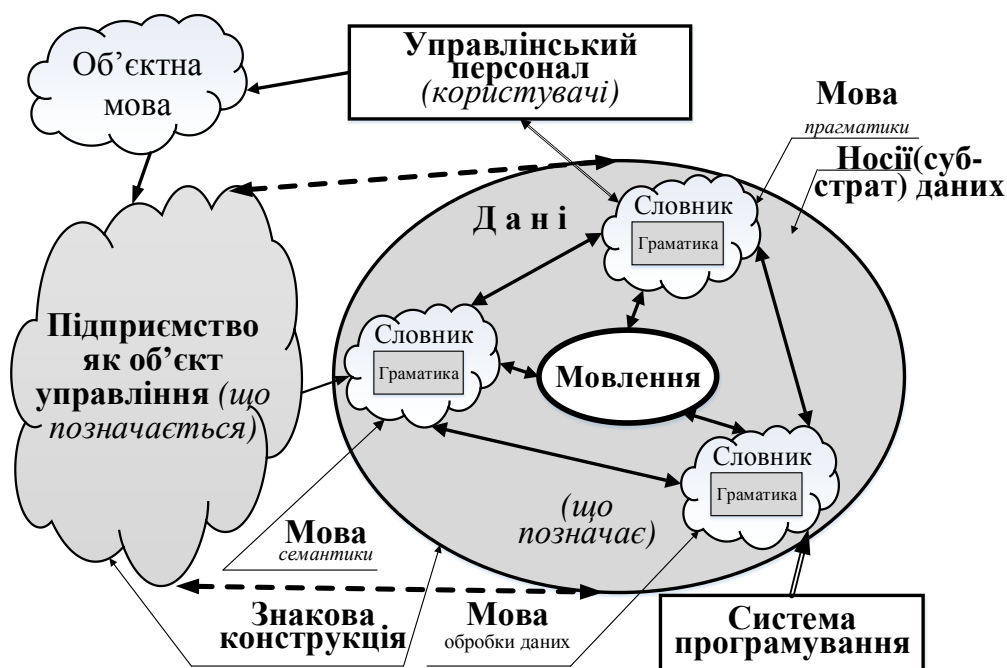 Управлінський
персонал
(користувачі)
Об’єктна
мова
Мова
прагматики
Носії(суб-
страт) даних
Д а н і
Словник
Граматика
Підприємство
як об’єкт
управління (що
позначається)
Словник
Граматика
Мовлення
Словник
Граматика
(що
позначає)
Мова
семантики
Знакова
конструкція
Мова
обробки даних
Система
програмування